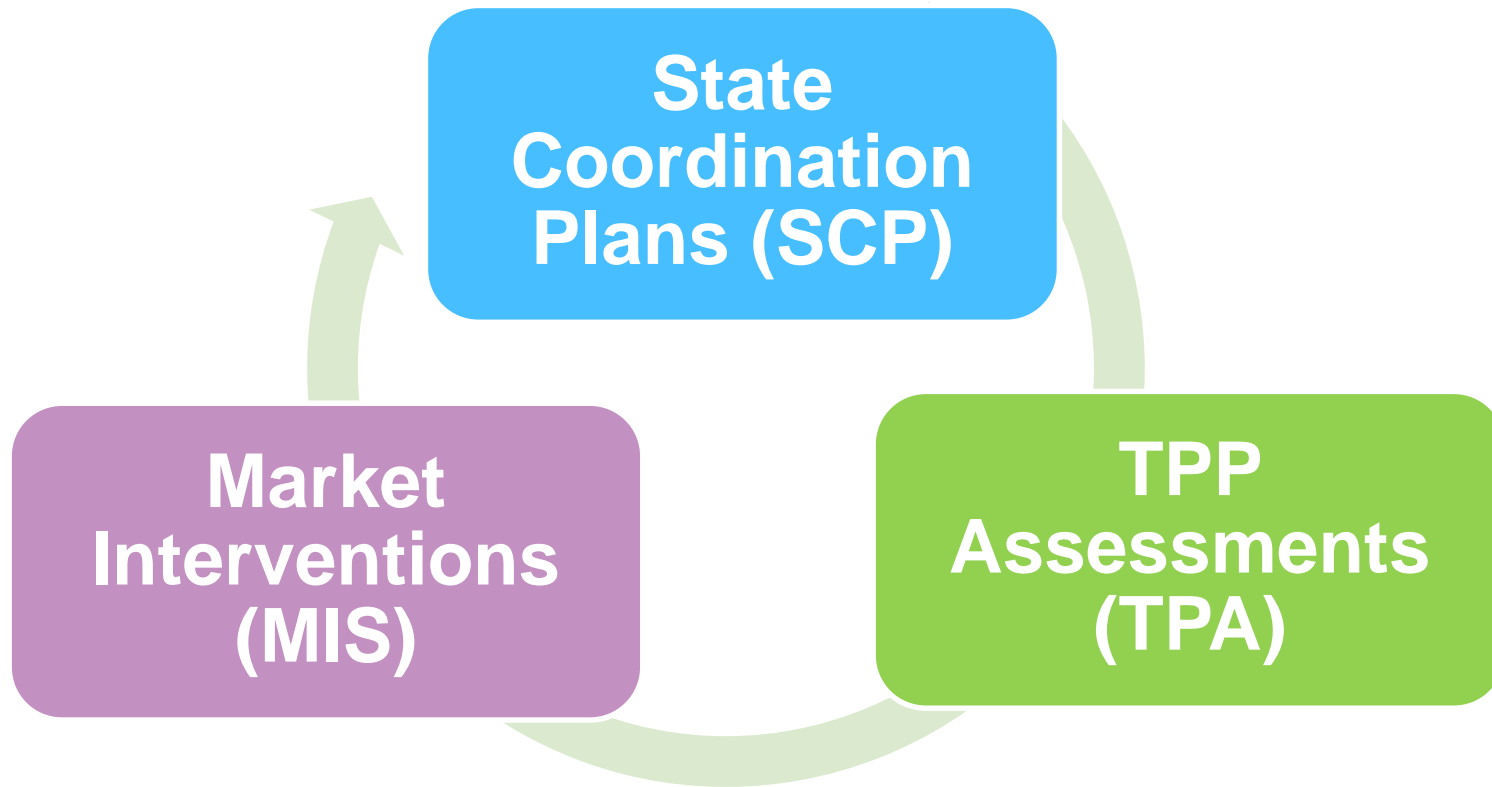 State
Coordination
Plans (SCP)
TPP
Assessments
(TPA)
Market
Interventions
(MIS)